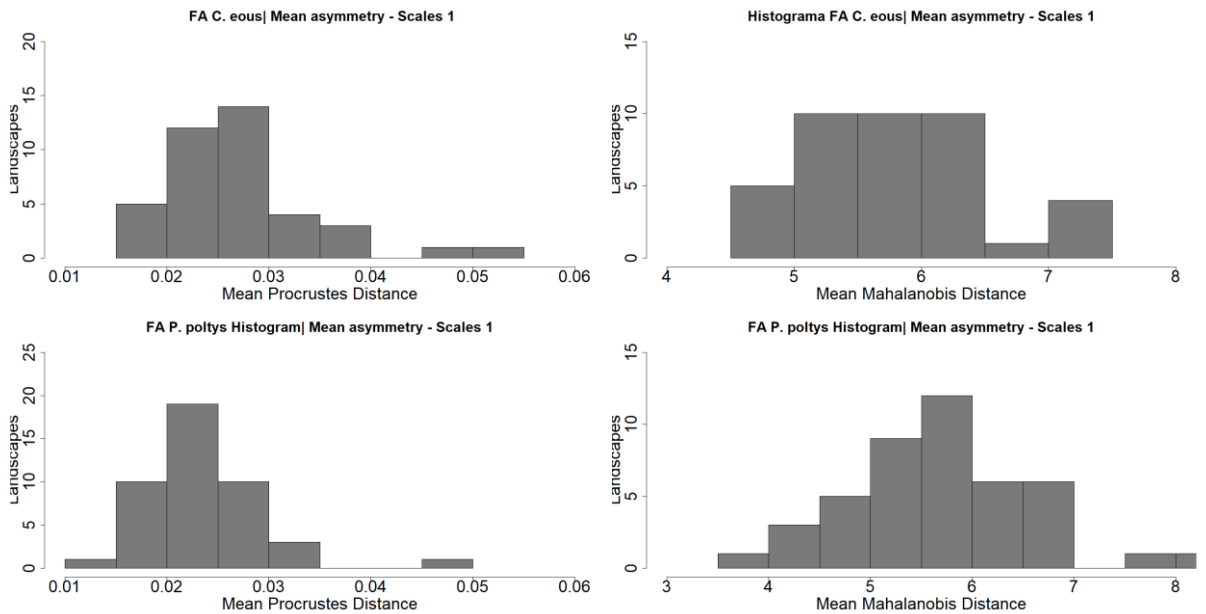 FA C. eous| Mean asymmetry - Scales 1
20
15
10
5
0
Landscapes
0.01 0.02 0.03 0.04 0.05 0.06
Mean Procrustes Distance
Histograma FA C. eous| Mean asymmetry - Scales 1
15
10
5
0
Landscapes
4 5 6 7 8
Mean Mahalanobis Distance
FA P. poltys Histogram| Mean asymmetry - Scales 1
25
20
15
10
5
0
Landscapes
0.01 0.02 0.03 0.04 0.05 0.06
Mean Procrustes Distance
FA P. poltys Histogram| Mean asymmetry - Scales 1
15
10
5
0
Landscapes
3 4 5 6 7 8
Mean Mahalanobis Distance